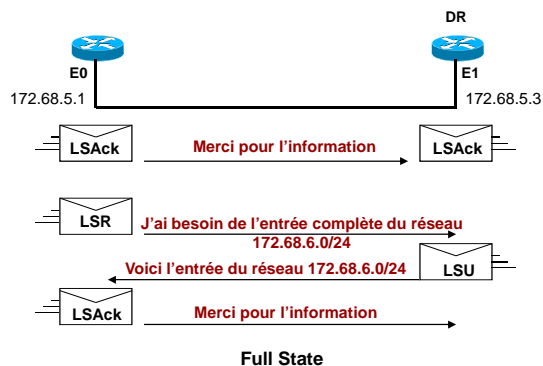 DR
E0
E1
172.68.5.1
172.68.5.3
LSAck
Merci pour l’information
LSAck
LSR
J’ai besoin de l’entrée complète du réseau
172.68.6.0/24
Voici l’entrée du réseau 172.68.6.0/24
LSU
LSAck
Merci pour l’information
Full State